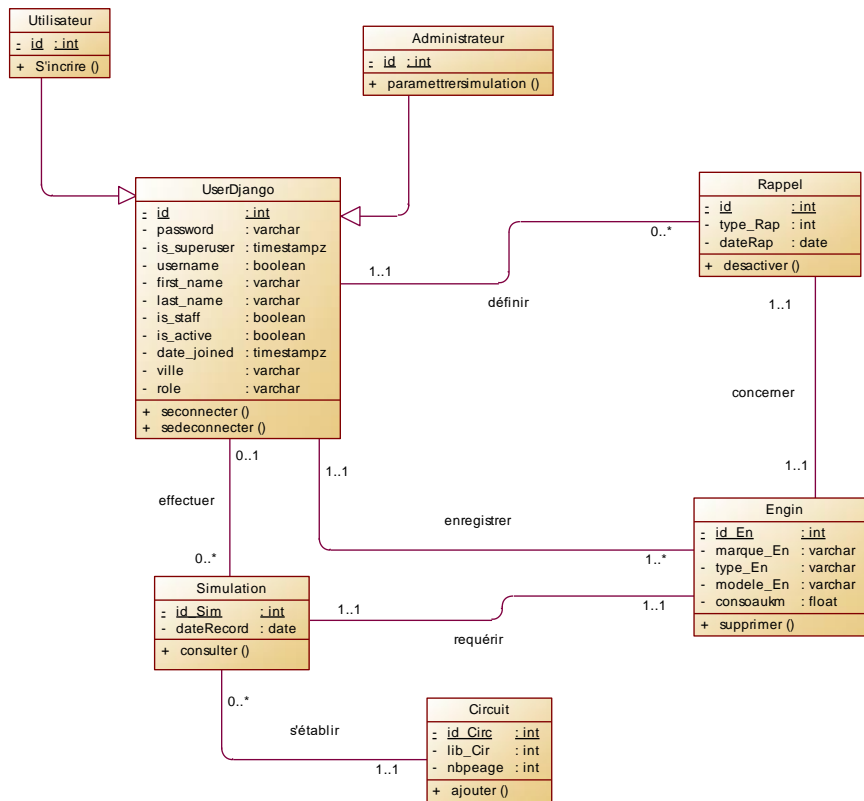 Utilisateur
- id : int
+ S'incrire ()
Administrateur
- id : int
+ paramettrersimulation ()
UserDjango
- id : int
- password : varchar
- is_superuser : timestampz
- username : boolean
- first_name : varchar
- last_name : varchar
- is_staff : boolean
- is_active : boolean
- date_joined : timestampz
- ville : varchar
- role : varchar
+ seconnecter ()
+ sedeconnecter ()
Rappel
- id : int
- type_Rap : int
- dateRap : date
+ desactiver ()
0..*
1..1
définir
1..1
concerner
1..1
0..1
1..1
effectuer
enregistrer
0..*
1..*
Engin
- id_En : int
- marque_En : varchar
- type_En : varchar
- modele_En : varchar
- consoaukm : float
+ supprimer ()
Simulation
- id_Sim : int
- dateRecord : date
+ consulter ()
1..1
1..1
requérir
0..*
s'établir
1..1
Circuit
- id_Circ : int
- lib_Cir : int
- nbpeage : int
+ ajouter ()